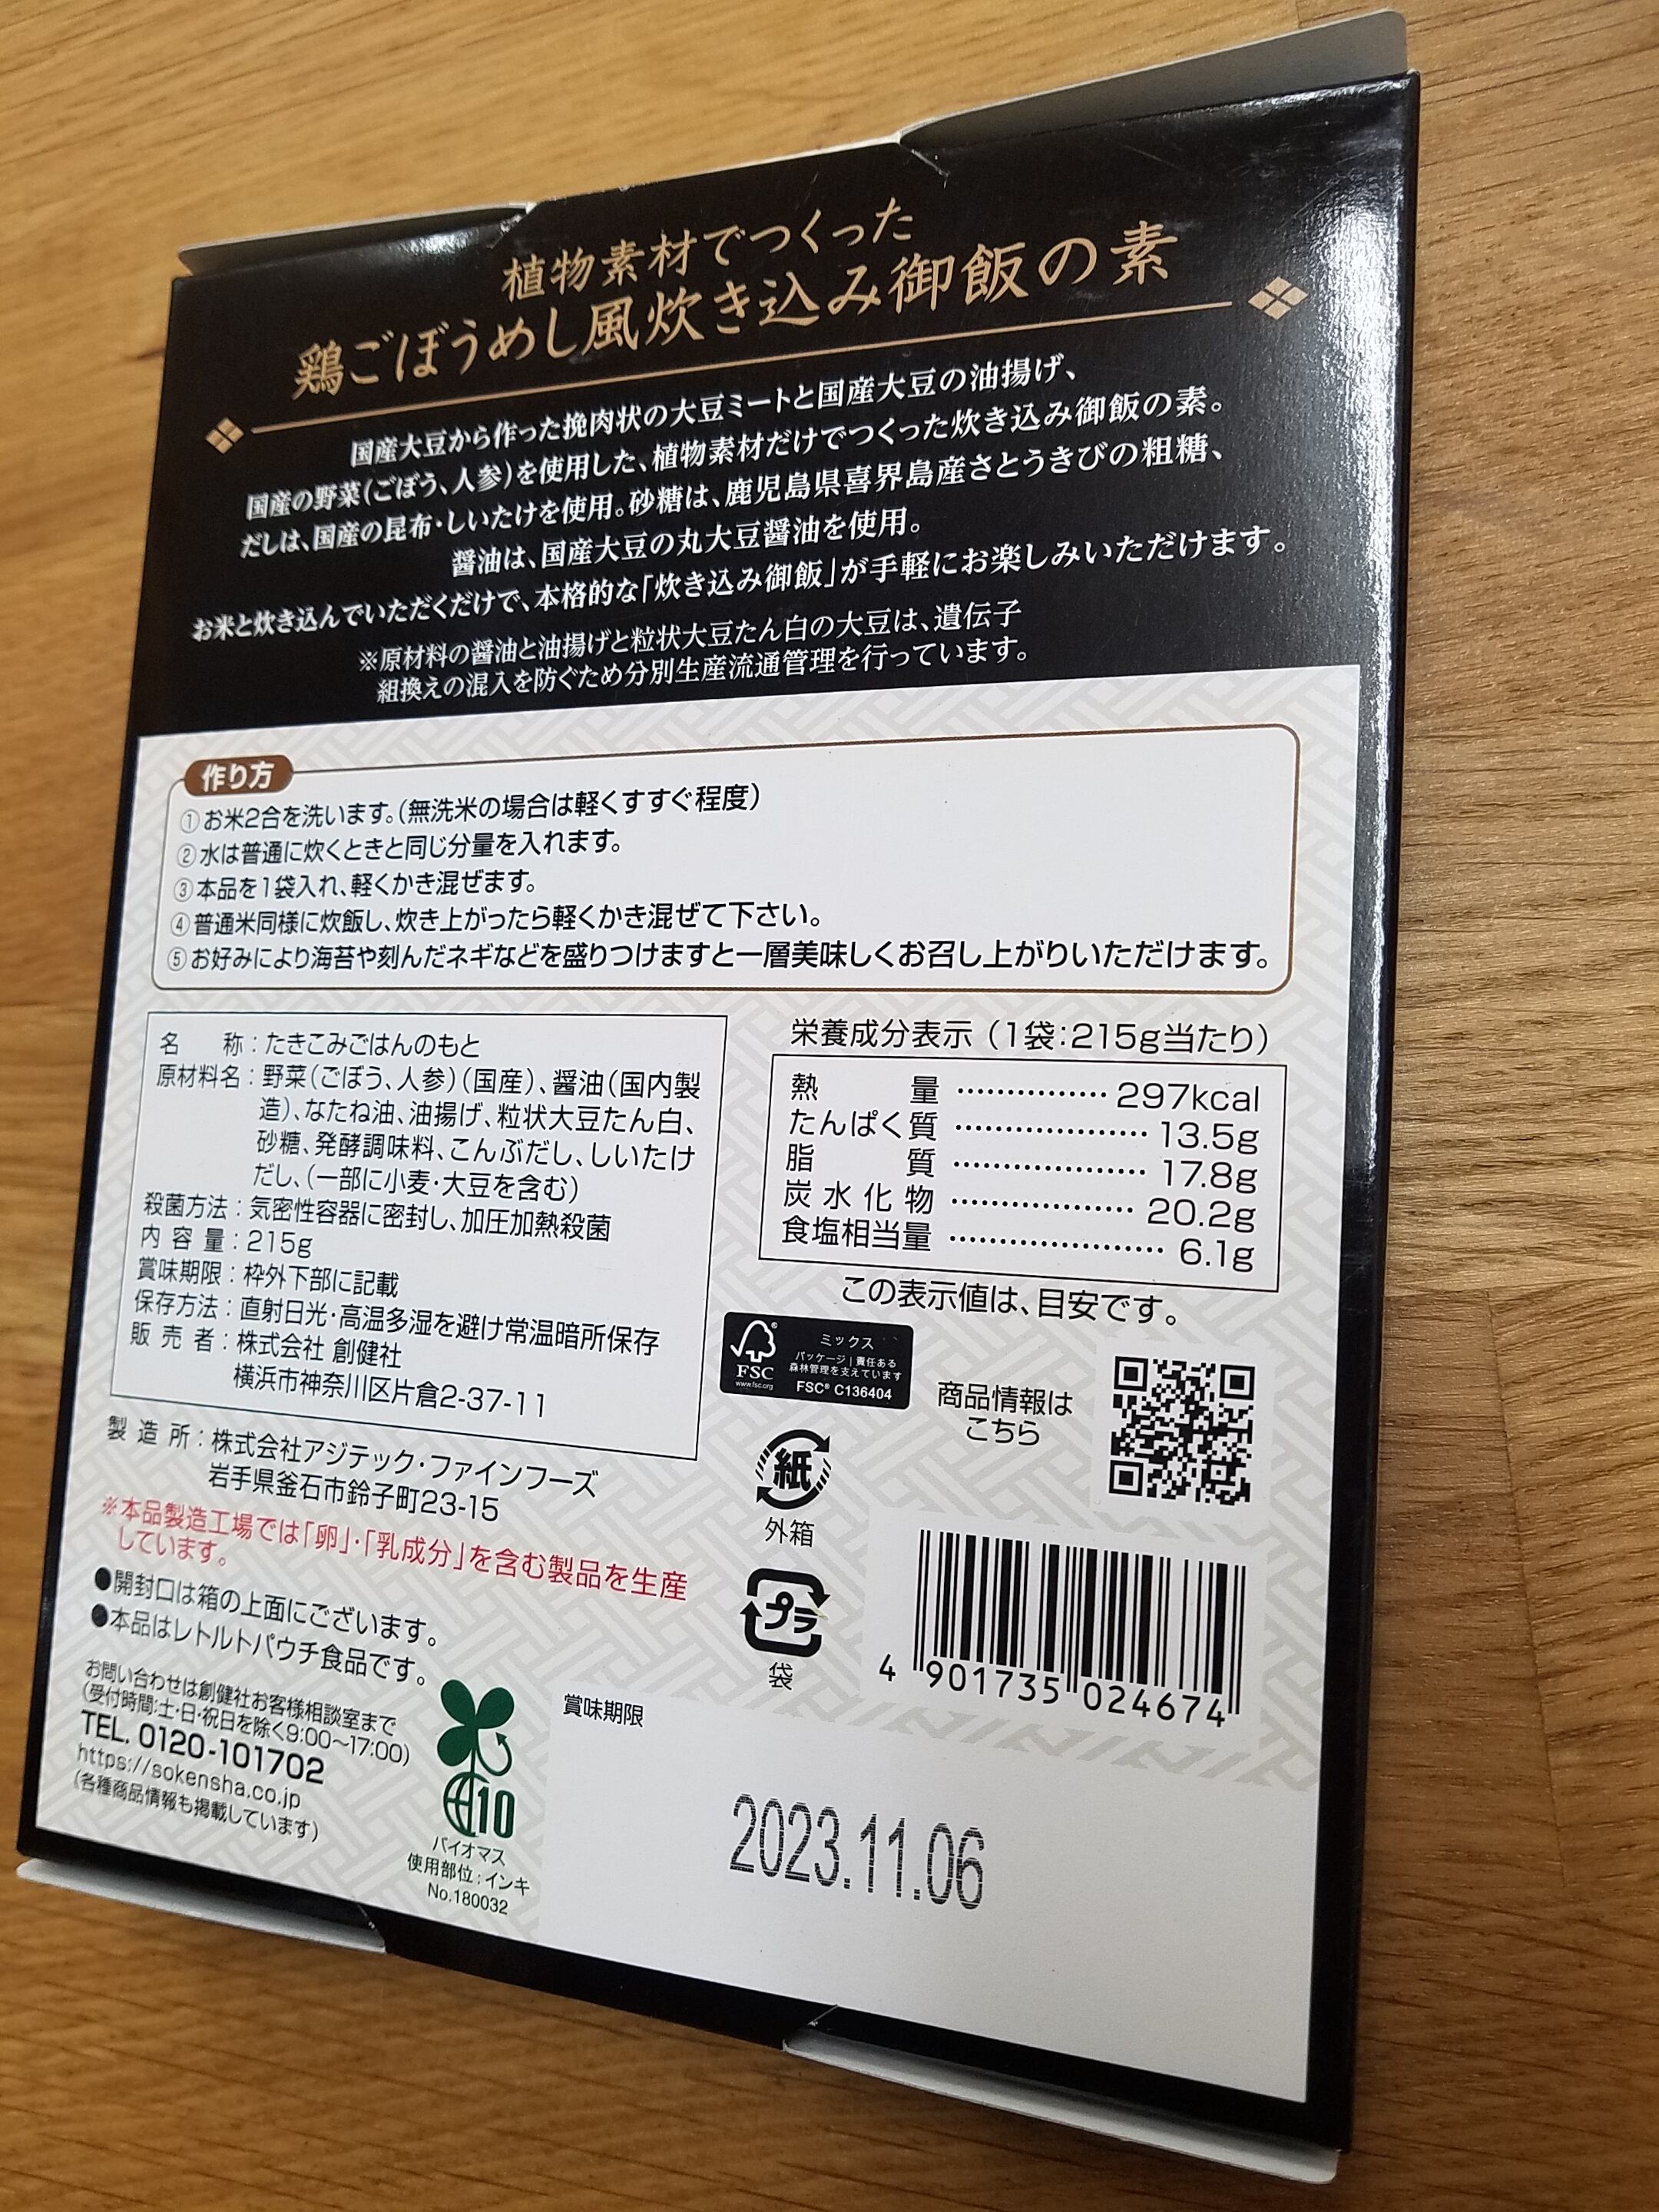 植物素材でつくった
鶏ごぼうめし風炊き込み御飯の素
国産大豆から作った挽肉状の大豆ミートと国産大豆の油揚げ、
国産の野菜(ごぼう、人参)を使用した、植物素材だけでつくった炊き込み御飯の素。
だしは、国産の昆布・しいたけを使用。砂糖は、鹿児島県喜界島産さとうきびの粗糖、
醤油は、国産大豆の丸大豆醤油を使用。
お米と炊き込んでいただくだけで、本格的な「炊き込み御飯」が手軽にお楽しみいただけます。
※原材料の醤油と油揚げと粒状大豆たん白の大豆は、遺伝子
組換えの混入を防ぐため分別生産流通管理を行っています。
作り方
①お米2合を洗います。(無洗米の場合は軽くすすぐ程度)
②水は普通に炊くときと同じ分量を入れます。
③本品を1袋入れ、軽くかき混ぜます。
④普通米同様に炊飯し、炊き上がったら軽くかき混ぜて下さい。
⑤お好みにより海苔や刻んだネギなどを盛りつけますと一層美味しくお召し上がりいただけます。
名称:たきこみごはんのもと
原材料名:野菜(ごぼう、人参)(国産)、醤油(国内製
造)、なたね油、油揚げ、粒状大豆たん白、
砂糖、発酵調味料、こんぶだし、しいたけ
だし、(一部に小麦・大豆を含む)
殺菌方法:気密性容器に密封し、加圧加熱殺菌
内容量:215g
賞味期限:枠外下部に記載
保存方法:直射日光・高温多湿を避け常温暗所保存
販売者:株式会社 創健社
横浜市神奈川区片倉2-37-11
製造所:株式会社アジテック・ファインフーズ
岩手県釜石市鈴子町23-15
※本品製造工場では「卵」・「乳成分」を含む製品を生産
しています。
●開封口は箱の上面にございます。
●本品はレトルトパウチ食品です。
お問い合わせは創健社お客様相談室まで
(受付時間:土・日・祝日を除く9:00〜17:00)
TEL. 0120-101702
https://sokensha.co.jp
(各種商品情報も掲載しています)
10
バイオマス
使用部位:インキ
No.180032
栄養成分表示(1袋:215g当たり)
熱量 ……………… 297kcal
たんぱく質 ……………… 13.5g
脂質 ……………… 17.8g
炭水化物 ……………… 20.2g
食塩相当量 ……………… 6.1g
この表示値は、目安です。
FSC
www.fsc.org
ミックス
パッケージ|責任ある
森林管理を支えています
FSC® C136404
商品情報は
こちら
紙
外箱
プラ
袋
4 901735 024674
賞味期限
2023.11.06